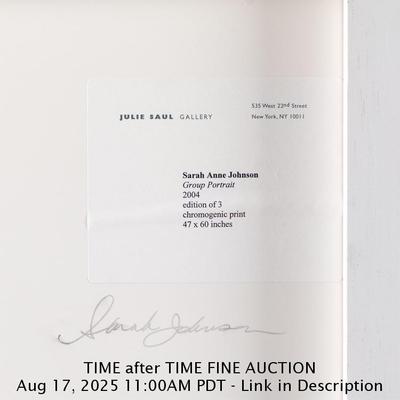 JULIE SAUL GALLERY
535 West 22nd Street
New York, NY 10011
Sarah Anne Johnson
Group Portrait
2004
edition of 3
chromogenic print
47 x 60 inches
Sarah Johnson
TIME after TIME FINE AUCTION
Aug 17, 2025 11:00AM PDT - Link in Description